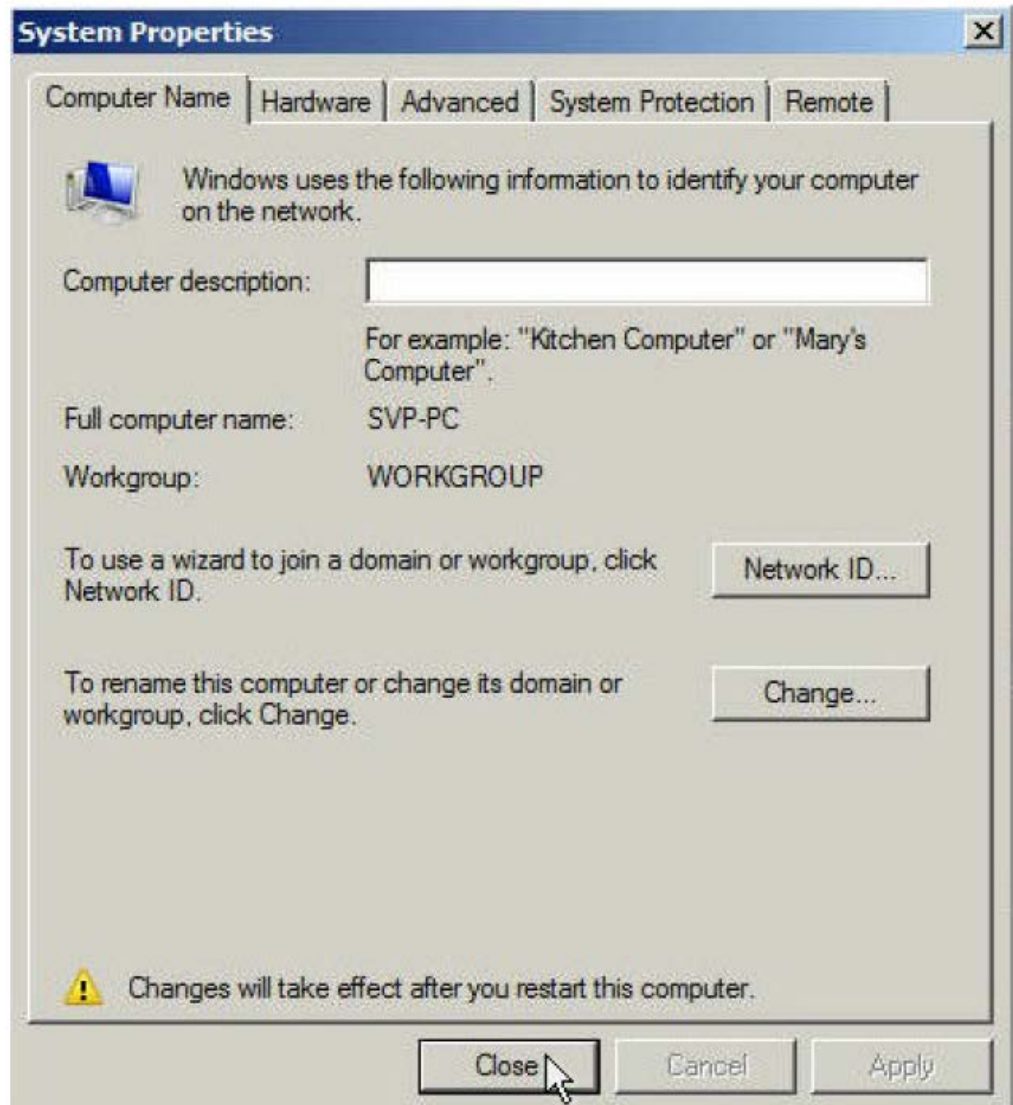 System Properties
Computer Name
Hardware
Advanced
System Protection
Remote
Windows uses the following information to identify your computer
on the network.
Computer description:
For example: "Kitchen Computer" or "Mary's
Computer".
Full computer name:
SVP-PC
Workgroup:
WORKGROUP
To use a wizard to join a domain or workgroup, click
Network ID.
Network ID...
To rename this computer or change its domain or
workgroup, click Change.
Change...
Changes will take effect after you restart this computer.
Close
Cancel
Apply